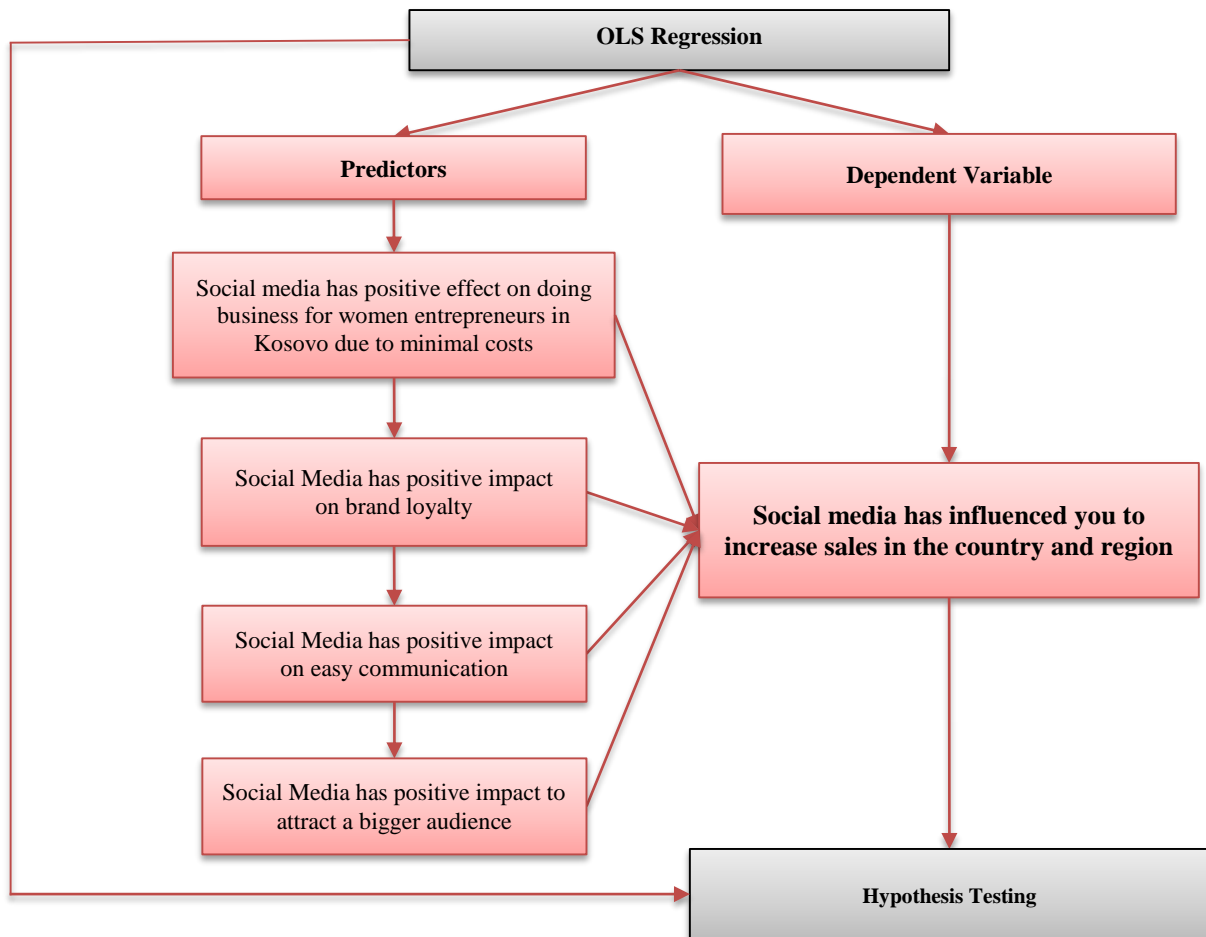 OLS Regression
Predictors
Dependent Variable
Social media has positive effect on doing
business for women entrepreneurs in
Kosovo due to minimal costs
Social Media has positive impact
on brand loyalty
Social media has influenced you to
increase sales in the country and region
Social Media has positive impact
on easy communication
Social Media has positive impact to
attract a bigger audience
Hypothesis Testing